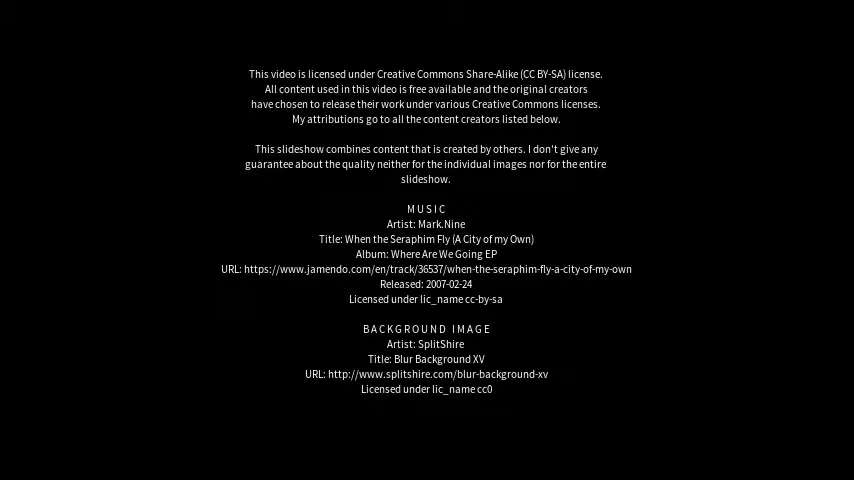 This video is licensed under Creative Commons Share-Alike (CC BY-SA) license.
All content used in this video is free available and the original creators
have chosen to release their work under various Creative Commons licenses.
My attributions go to all the content creators listed below.
This slideshow combines content that is created by others. I don't give any
guarantee about the quality neither for the individual images nor for the entire
slideshow.
MUSIC
Artist: Mark.Nine
Title: When the Seraphim Fly (A City of my Own)
Album: Where Are We Going EP
URL: https://www.jamendo.com/en/track/36537/when-the-seraphim-fly-a-city-of-my-own
Released: 2007-02-24
Licensed under lic_name cc-by-sa
BACKGROUND IMAGE
Artist: SplitShire
Title: Blur Background XV
URL: http://www.splitshire.com/blur-background-xv
Licensed under lic_name cc0